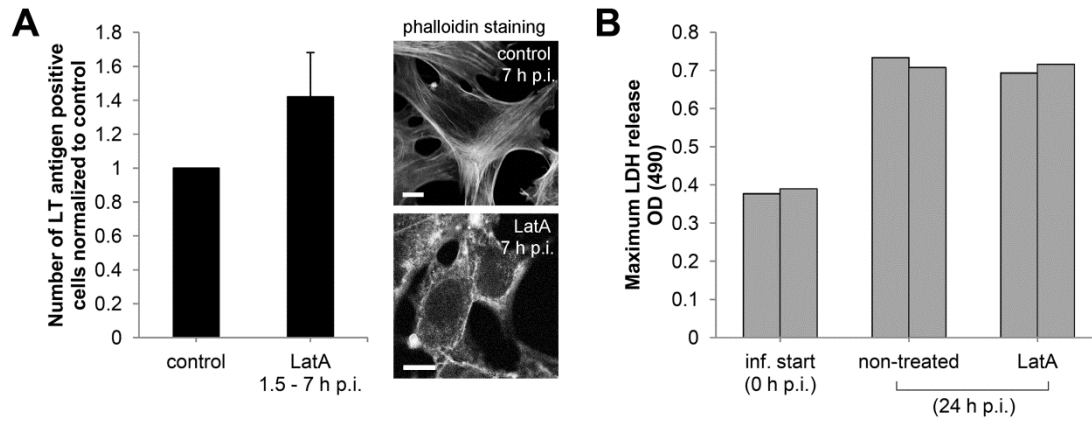 A
Number of LT antigen positive
cells normalized to control
1.8
1.6
1.4
1.2
1
0.8
0.6
0.4
0.2
0
control
LatA
1.5 - 7 h p.i.
phalloidin staining
control
7 h p.i.
LatA
7 h p.i.
B
Maximum LDH release
OD (490)
0.8
0.7
0.6
0.5
0.4
0.3
0.2
0.1
0
inf. start
(0 h p.i.)
non-treated
LatA
(24 h p.i.)